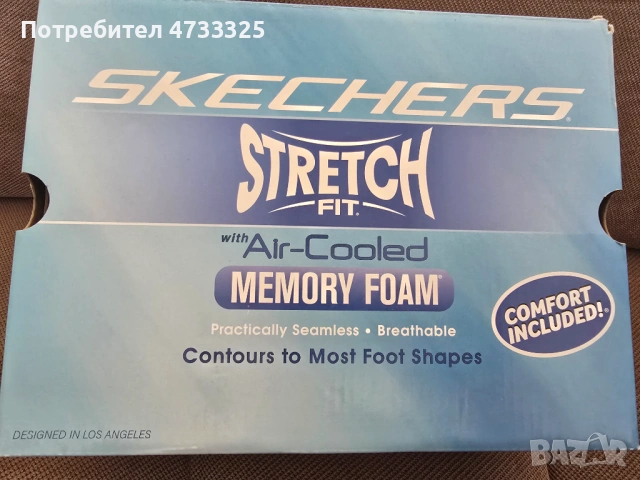 Потребител 4733325
SKECHERS®
STRETCH
FIT®
with Air-Cooled
MEMORY FOAM®
Practically Seamless • Breathable
Contours to Most Foot Shapes
COMFORT
INCLUDED!®
DESIGNED IN LOS ANGELES
BAZAR